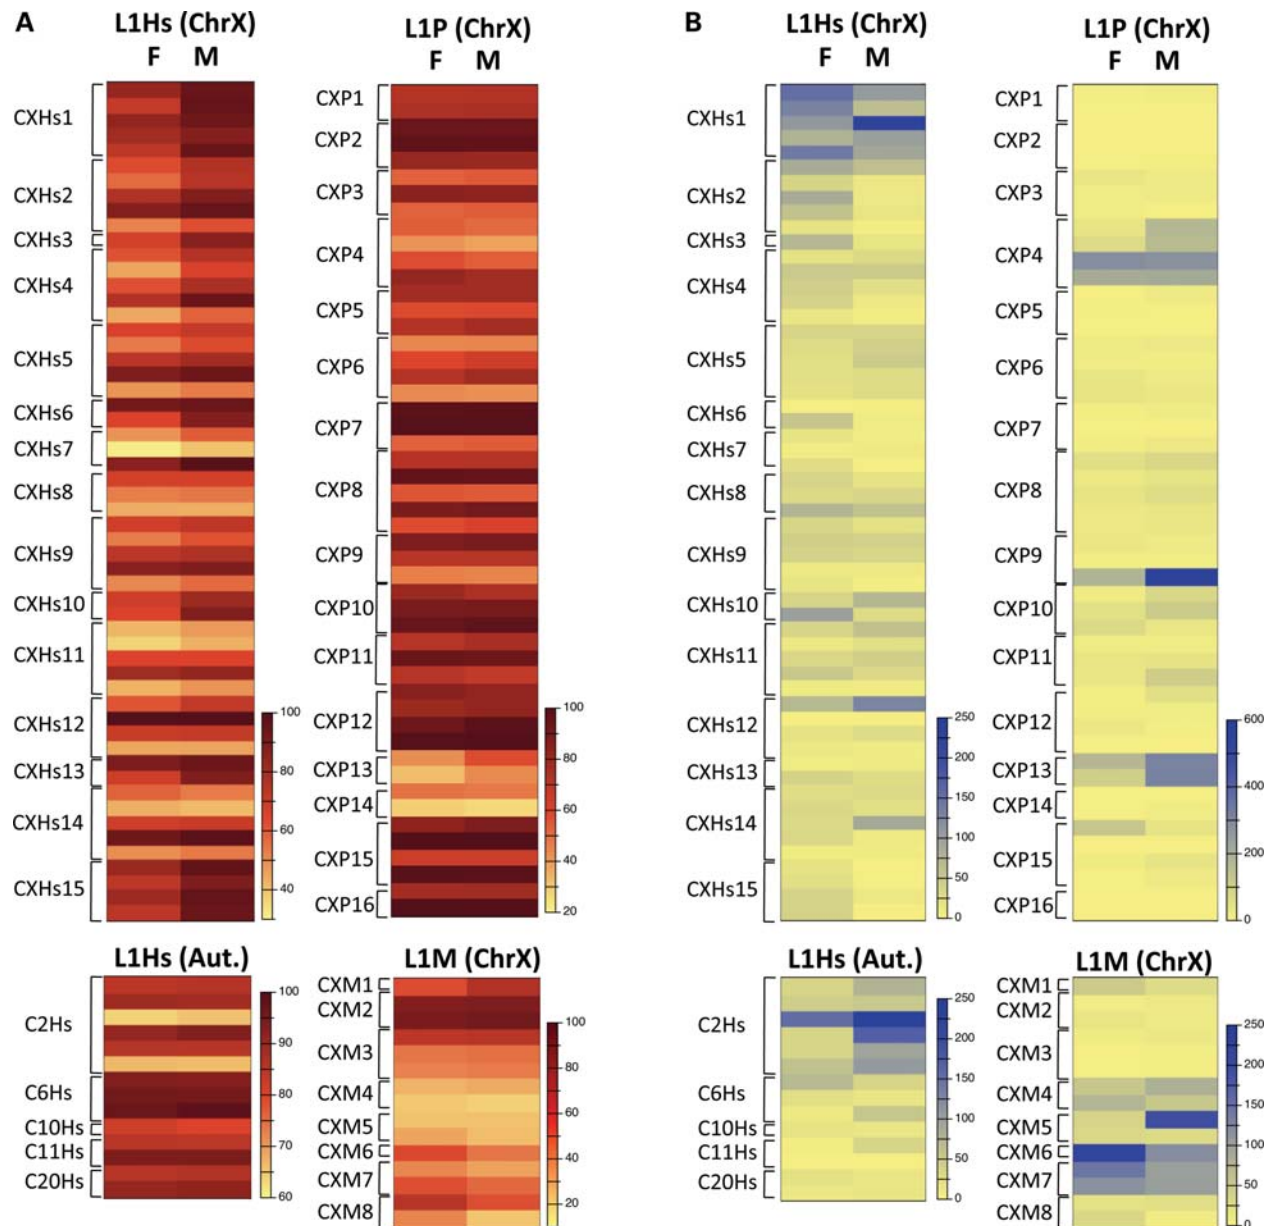 A
L1Hs (ChrX)
F M
CXHs1
CXHs2
CXHs3
CXHs4
CXHs5
CXHs6
CXHs7
CXHs8
CXHs9
CXHs10
CXHs11
CXHs12
CXHs13
CXHs14
CXHs15
100
80
60
40
L1P (ChrX)
F M
CXP1
CXP2
CXP3
CXP4
CXP5
CXP6
CXP7
CXP8
CXP9
CXP10
CXP11
CXP12
CXP13
CXP14
CXP15
CXP16
100
80
60
40
20
L1Hs (Aut.)
C2Hs
C6Hs
C10Hs
C11Hs
C20Hs
100
90
80
70
60
L1M (ChrX)
CXM1
CXM2
CXM3
CXM4
CXM5
CXM6
CXM7
CXM8
100
80
60
40
20
B
L1Hs (ChrX)
F M
CXHs1
CXHs2
CXHs3
CXHs4
CXHs5
CXHs6
CXHs7
CXHs8
CXHs9
CXHs10
CXHs11
CXHs12
CXHs13
CXHs14
CXHs15
250
200
150
100
50
0
L1P (ChrX)
F M
CXP1
CXP2
CXP3
CXP4
CXP5
CXP6
CXP7
CXP8
CXP9
CXP10
CXP11
CXP12
CXP13
CXP14
CXP15
CXP16
600
400
200
0
L1Hs (Aut.)
C2Hs
C6Hs
C10Hs
C11Hs
C20Hs
250
200
150
100
50
0
L1M (ChrX)
CXM1
CXM2
CXM3
CXM4
CXM5
CXM6
CXM7
CXM8
250
200
150
100
50
0